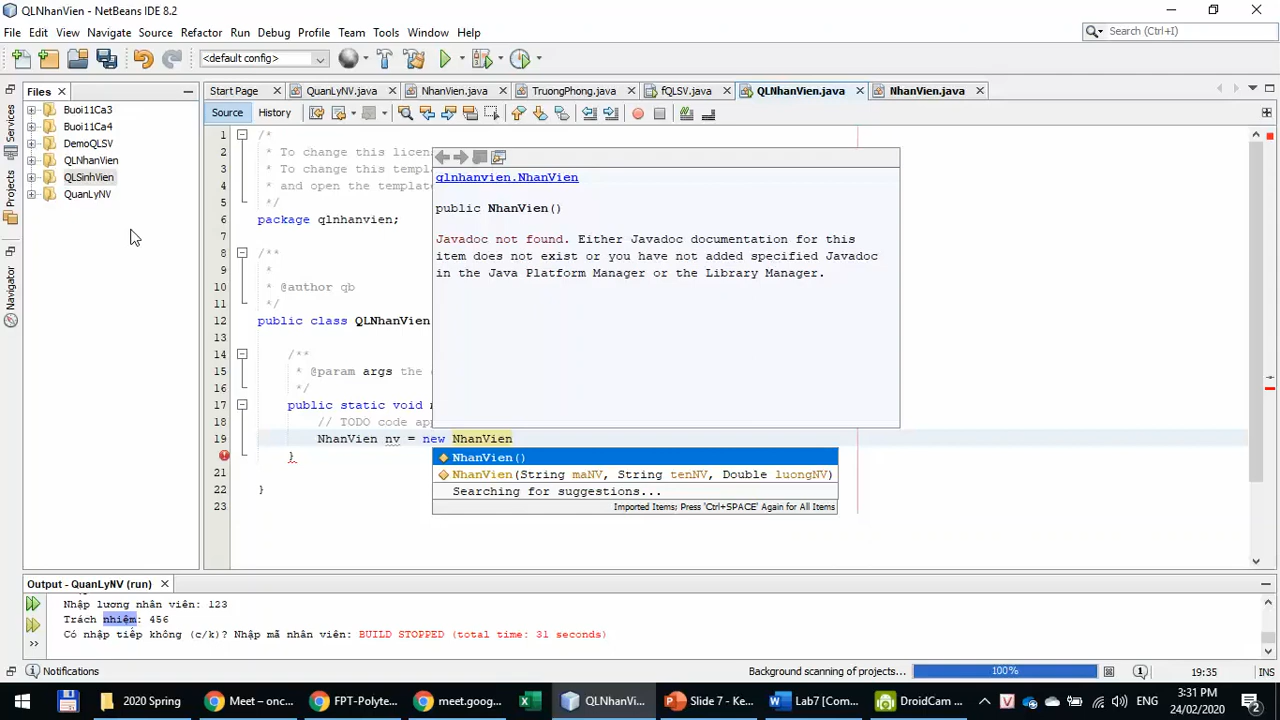 QLNhanVien - NetBeans IDE 8.2
File Edit View Navigate Source Refactor Run Debug Profile Team Tools Window Help
Search (Ctrl+I)
<default config>
Files
Start Page QuanLyNV.java NhanVien.java TruongPhong.java fQLSV.java QLNhanVien.java NhanVien.java
Source History
Services
Projects
Navigator
Buoi11Ca3
Buoi11Ca4
DemoQLSV
QLNhanVien
QLSinhVien
QuanLyNV
1 /*
2 * To change this licen
3 * To change this templa
4 * and open the template
5 */
6 package qlnhanvien;
7
8 /**
9 *
10 * @author qb
11 */
12 public class QLNhanVien
13
14 /**
15 * @param args the
16 */
17 public static void
18 // TODO code app
19 NhanVien nv = new NhanVien
}
21
22 }
23
qlnhanvien.NhanVien
public NhanVien()
Javadoc not found. Either Javadoc documentation for this
item does not exist or you have not added specified Javadoc
in the Java Platform Manager or the Library Manager.
NhanVien()
NhanVien(String maNV, String tenNV, Double luongNV)
Searching for suggestions...
Imported Items; Press 'Ctrl+SPACE' Again for All Items
Output - QuanLyNV (run)
Nhập lương nhân viên: 123
Trách nhiệm: 456
Có nhập tiếp không (c/k)? Nhập mã nhân viên: BUILD STOPPED (total time: 31 seconds)
Notifications
Background scanning of projects... 100% 1 19:35 INS
2020 Spring Meet – onc... FPT-Polyte... meet.goog... QLNhanVi... Slide 7 - Ke... Lab7 [Com... DroidCam ... ENG
3:31 PM
24/02/2020
2